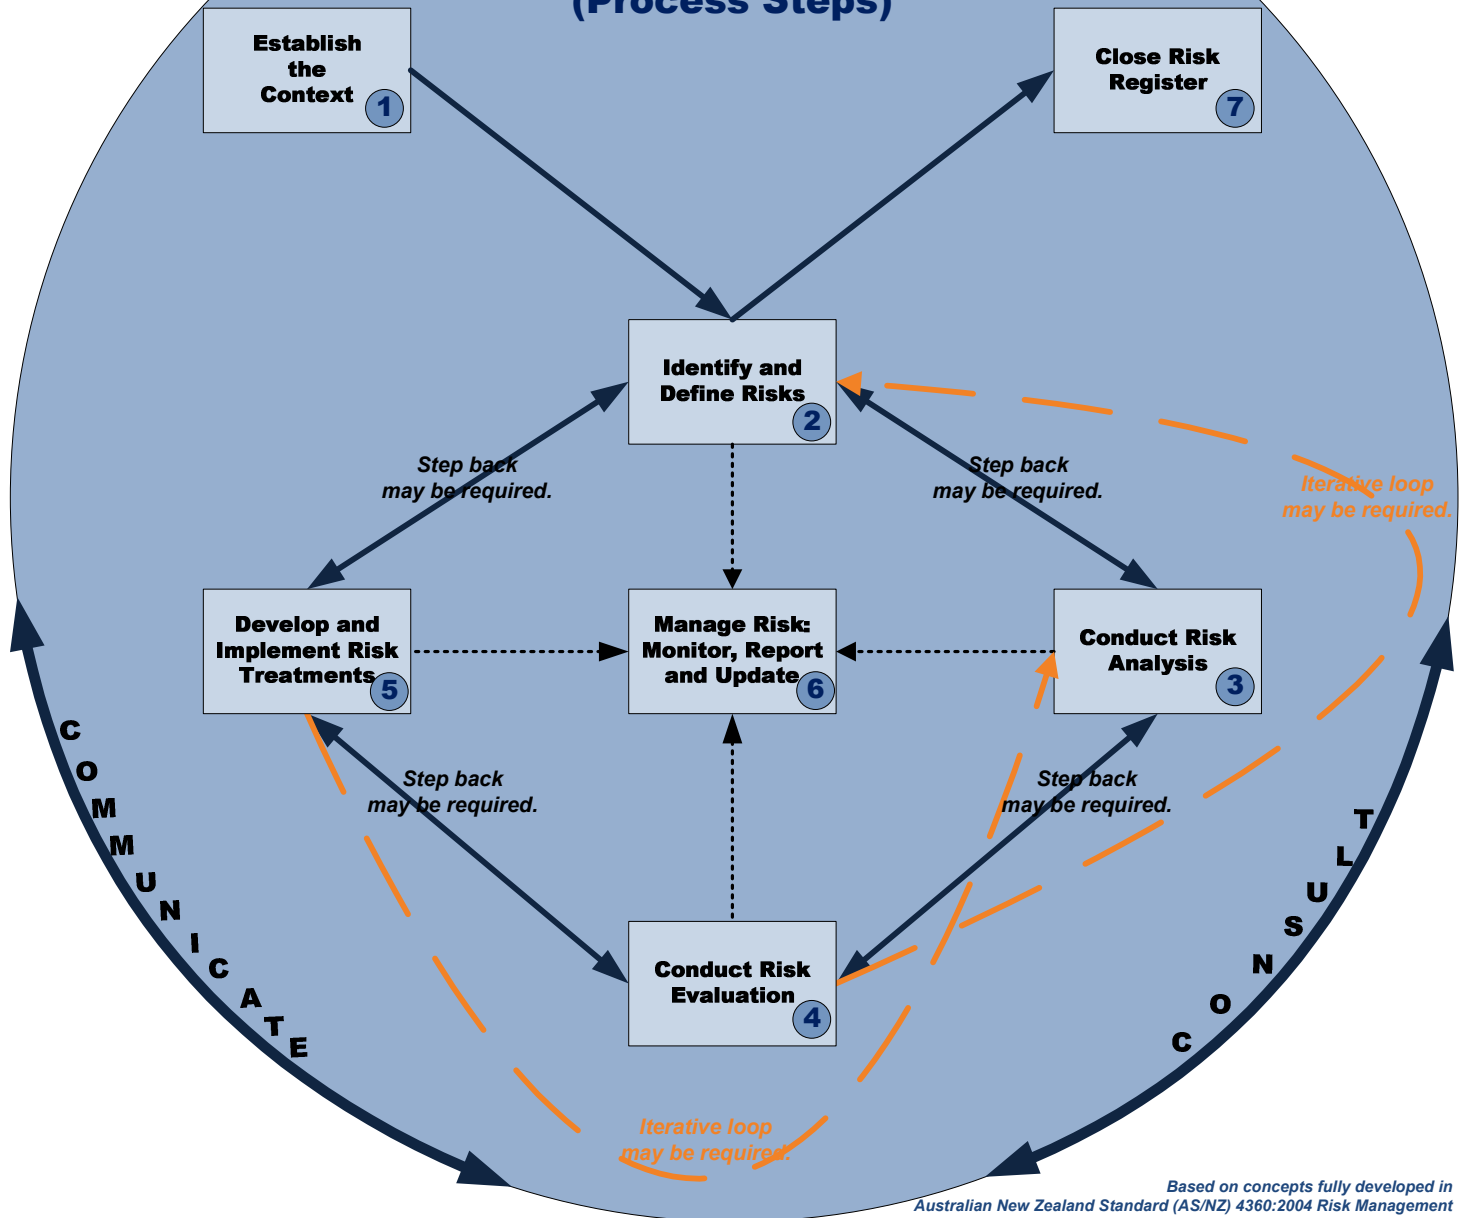 (Process Steps)
Establish
the
Context
1
Close Risk
Register
7
Identify and
Define Risks
2
Step back
may be required.
Step back
may be required.
Iterative loop
may be required.
Develop and
Implement Risk
Treatments
5
Manage Risk:
Monitor, Report
and Update
6
Conduct Risk
Analysis
3
Step back
may be required.
Step back
may be required.
COMMUNICATE
CONSULT
Conduct Risk
Evaluation
4
Iterative loop
may be required.
Based on concepts fully developed in
Australian New Zealand Standard (AS/NZ) 4360:2004 Risk Management